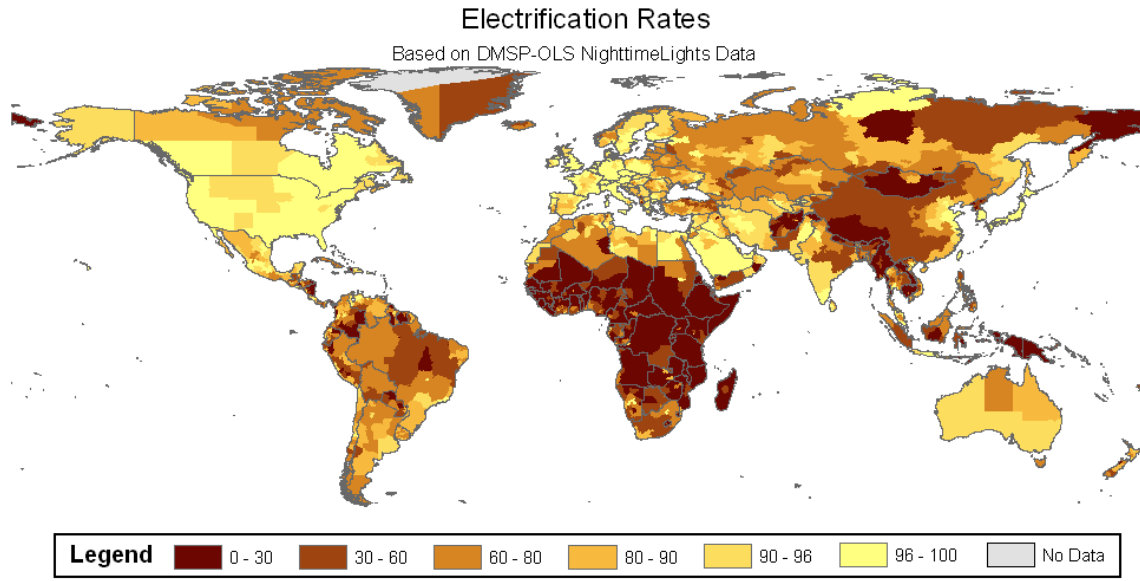 Electrification Rates
Based on DMSP-OLS NighttimeLights Data
Legend 0 - 30 30 - 60 60 - 80 80 - 90 90 - 96 96 - 100 No Data